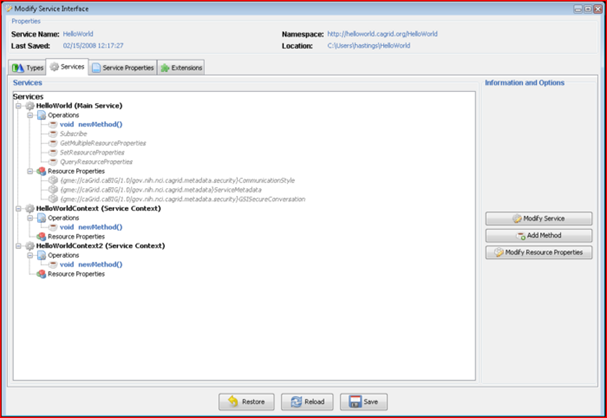 Modify Service Interface
Properties
Service Name: HelloWorld Namespace: http://helloworld.cagrid.org/HelloWorld
Last Saved: 02/15/2008 12:17:27 Location: C:\Users\hastings\HelloWorld
Types Services Service Properties Extensions
Services Information and Options
Services
HelloWorld (Main Service)
Operations
void newMethod()
Subscribe
GetMultipleResourceProperties
SetResourceProperties
QueryResourceProperties
Resource Properties
{gme://caGrid.caBIG/1.0/gov.nih.nci.cagrid.metadata.security}CommunicationStyle
{gme://caGrid.caBIG/1.0/gov.nih.nci.cagrid.metadata}ServiceMetadata
{gme://caGrid.caBIG/1.0/gov.nih.nci.cagrid.metadata.security}GSISecureConversation
HelloWorldContext (Service Context)
Operations
void newMethod()
Resource Properties
HelloWorldContext2 (Service Context)
Operations
void newMethod()
Resource Properties
Modify Service
Add Method
Modify Resource Properties
Restore Reload Save